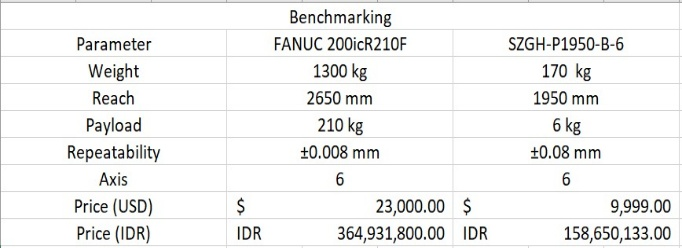 Benchmarking
Parameter FANUC 200icR210F SZGH-P1950-B-6
Weight 1300 kg 170 kg
Reach 2650 mm 1950 mm
Payload 210 kg 6 kg
Repeatability ±0.008 mm ±0.08 mm
Axis 6 6
Price (USD) $ 23,000.00 $ 9,999.00
Price (IDR) IDR 364,931,800.00 IDR 158,650,133.00